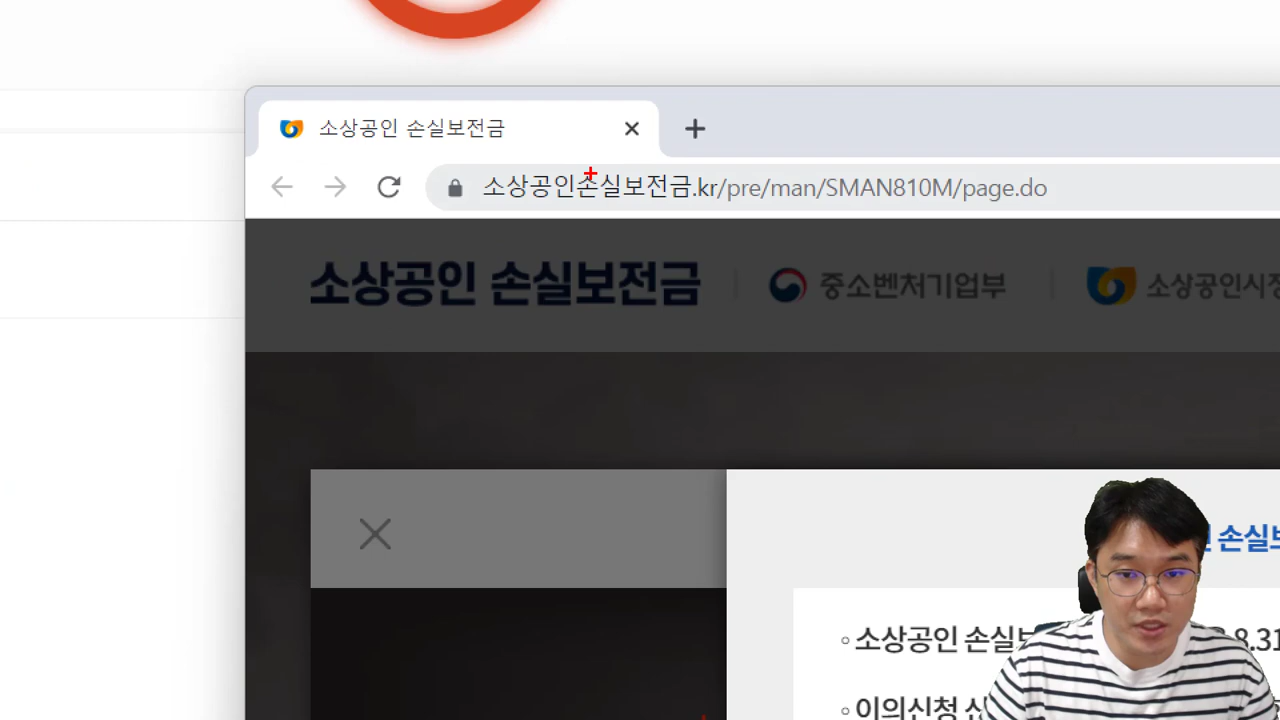 소상공인 손실보전금
소상공인손실보전금.kr/pre/man/SMAN810M/page.do
소상공인 손실보전금 중소벤처기업부 소상공인시장
손실보
◦ 소상공인 손실 8.31
◦ 이의신청